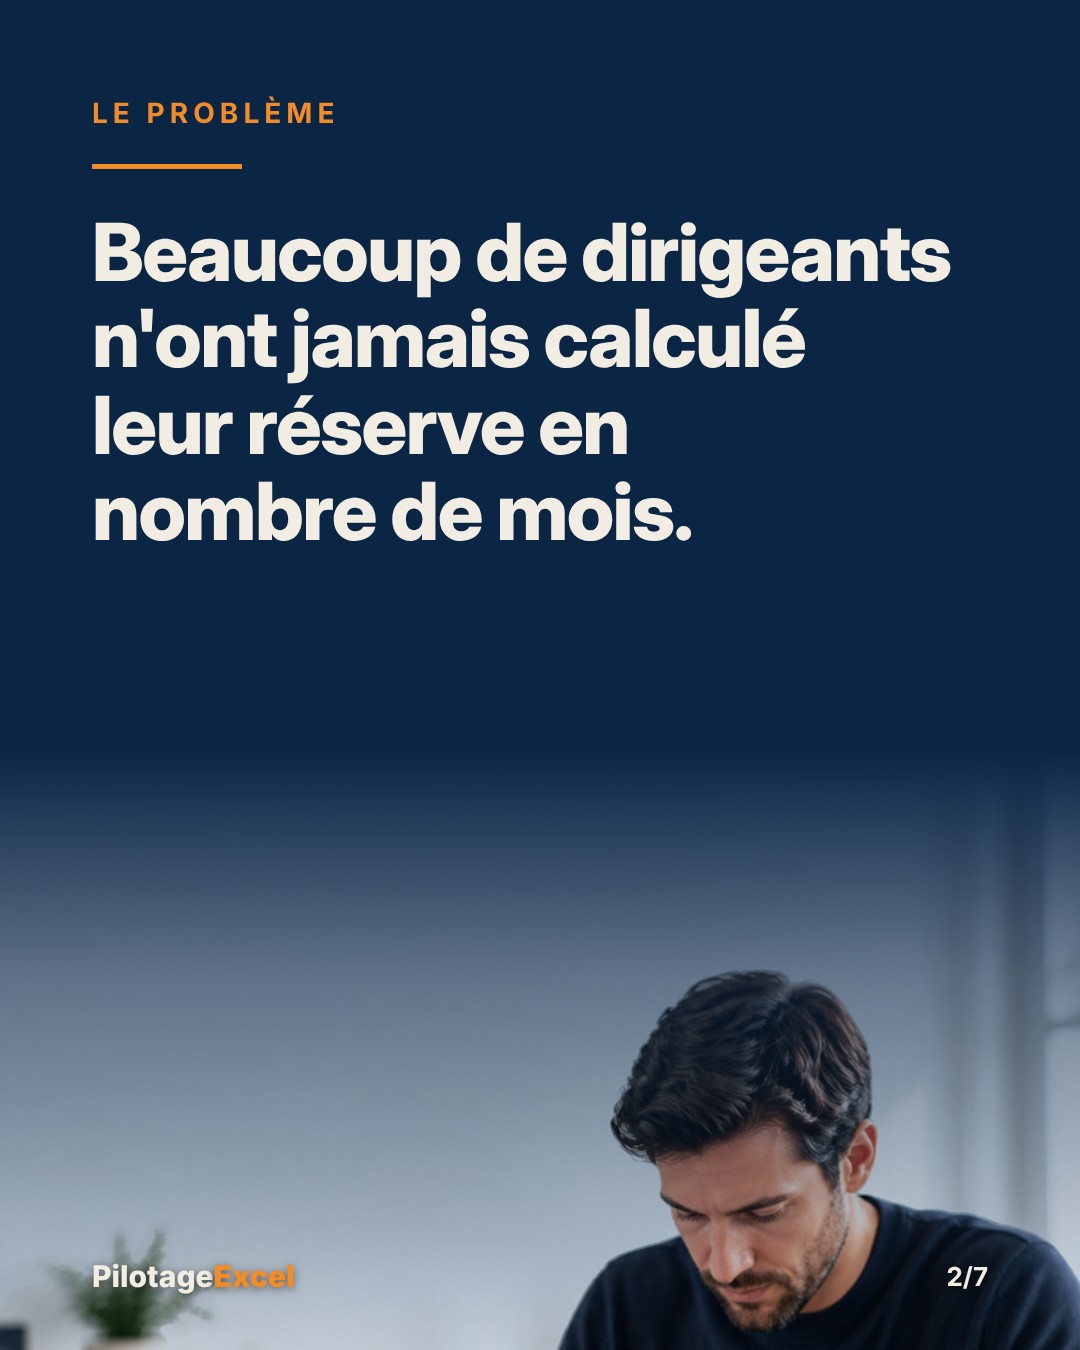 LE PROBLÈME
Beaucoup de dirigeants
n'ont jamais calculé
leur réserve en
nombre de mois.
PilotageExcel
2/7